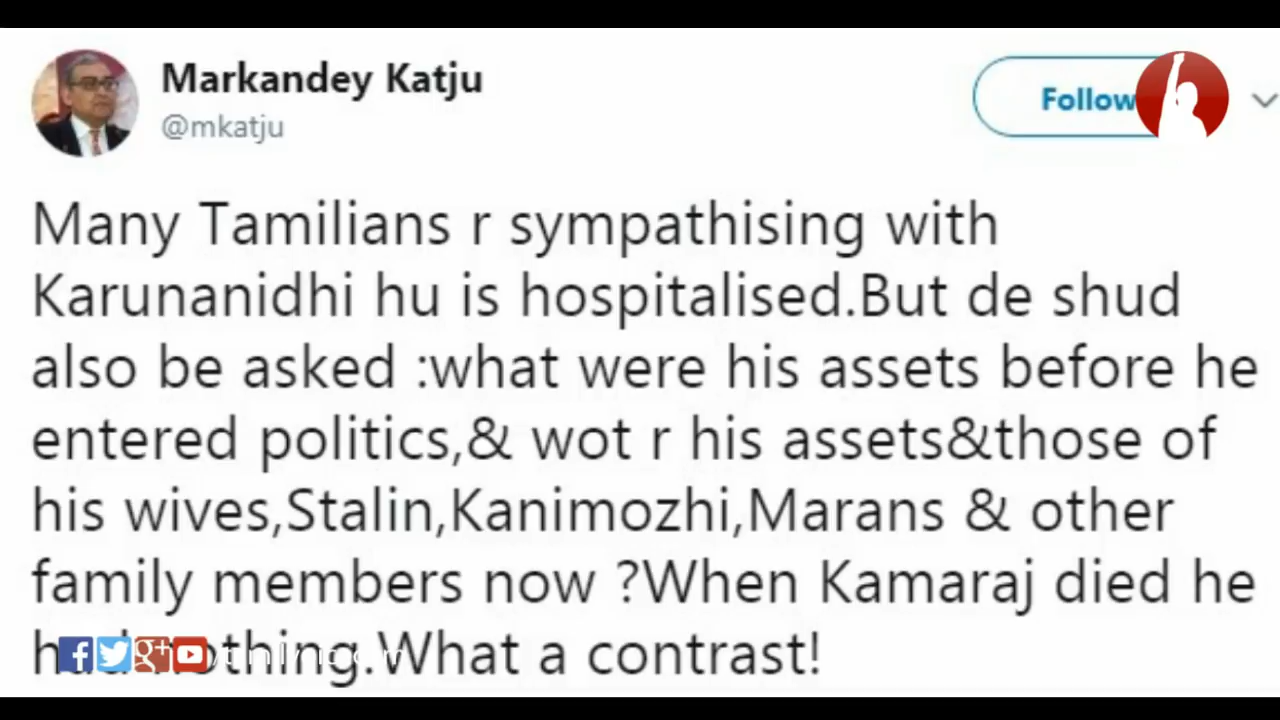 Markandey Katju
@mkatju
Follow
Many Tamilians r sympathising with
Karunanidhi hu is hospitalised.But de shud
also be asked :what were his assets before he
entered politics,& wot r his assets&those of
his wives,Stalin,Kanimozhi,Marans & other
family members now ?When Kamaraj died he
had nothing.What a contrast!